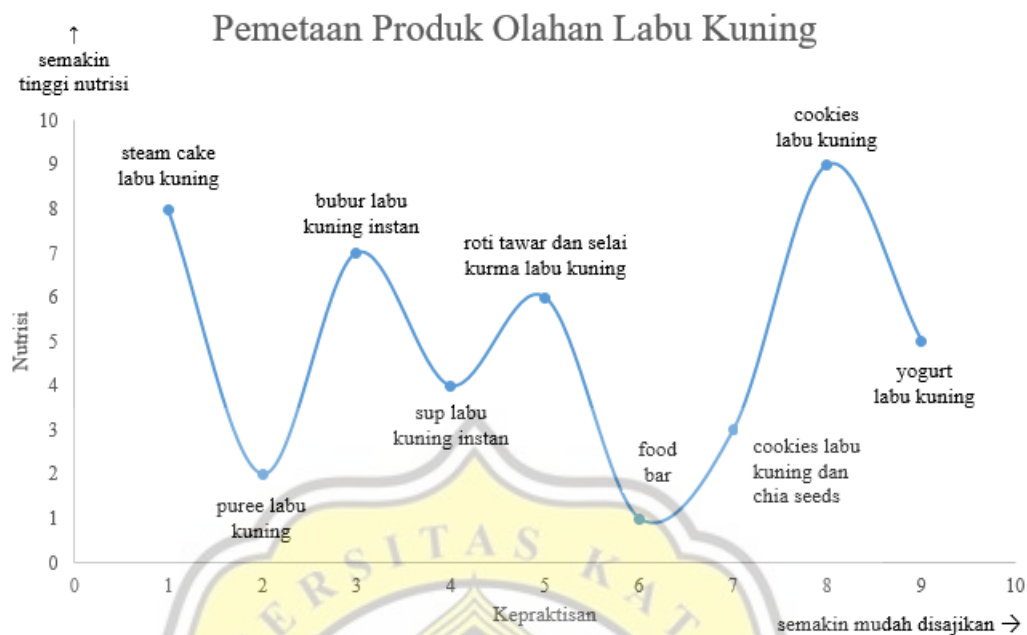 Pemetaan Produk Olahan Labu Kuning
↑
semakin
tinggi nutrisi
10
9
8
7
6
5
4
3
2
1
0
Nutrisi
steam cake
labu kuning
puree labu
kuning
bubur labu
kuning instan
sup labu
kuning instan
roti tawar dan selai
kurma labu kuning
food
bar
cookies labu
kuning dan
chia seeds
cookies
labu kuning
yogurt
labu kuning
ERSITAS KAT
0 1 2 3 4 5 6 7 8 9 10
Kepraktisan
semakin mudah disajikan →